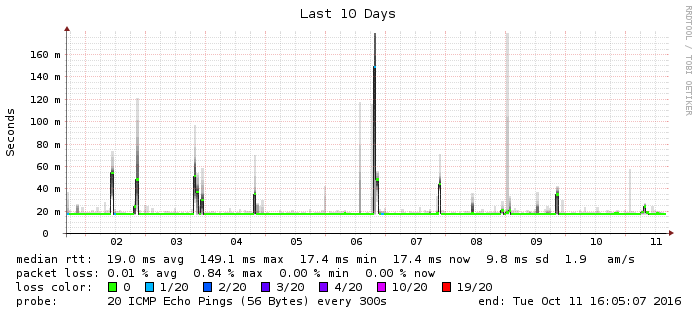 Last 10 Days
RRDTOOL / TOBI OETIKER
Seconds
160 m
140 m
120 m
100 m
80 m
60 m
40 m
20 m
0
02 03 04 05 06 07 08 09 10 11
median rtt: 19.0 ms avg 149.1 ms max 17.4 ms min 17.4 ms now 9.8 ms sd 1.9 am/s
packet loss: 0.01 % avg 0.84 % max 0.00 % min 0.00 % now
loss color: 0 1/20 2/20 3/20 4/20 10/20 19/20
probe: 20 ICMP Echo Pings (56 Bytes) every 300s end: Tue Oct 11 16:05:07 2016